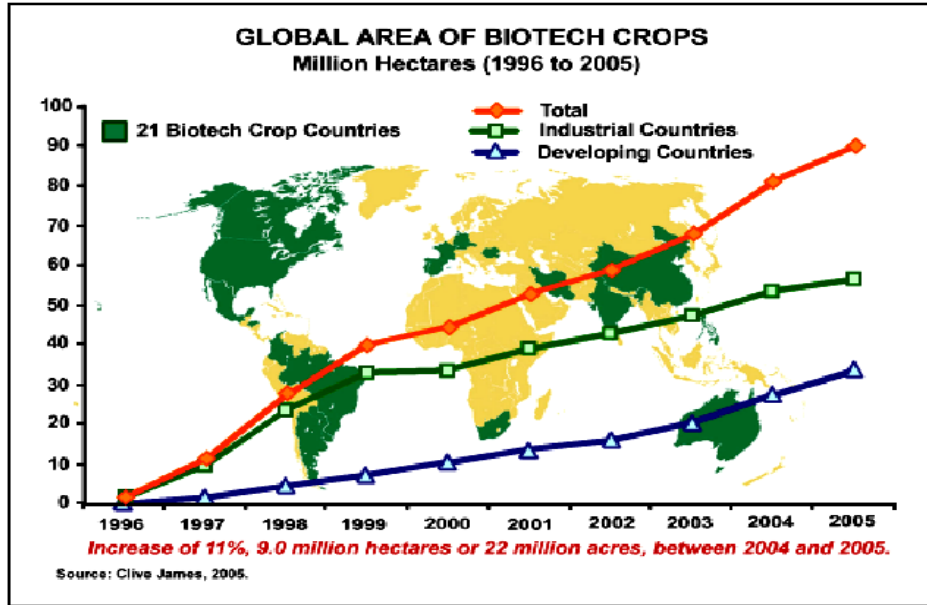 GLOBAL AREA OF BIOTECH CROPS
Million Hectares (1996 to 2005)
100
90
80
70
60
50
40
30
20
10
0
21 Biotech Crop Countries
Total
Industrial Countries
Developing Countries
1996 1997 1998 1999 2000 2001 2002 2003 2004 2005
Increase of 11%, 9.0 million hectares or 22 million acres, between 2004 and 2005.
Source: Clive James, 2005.